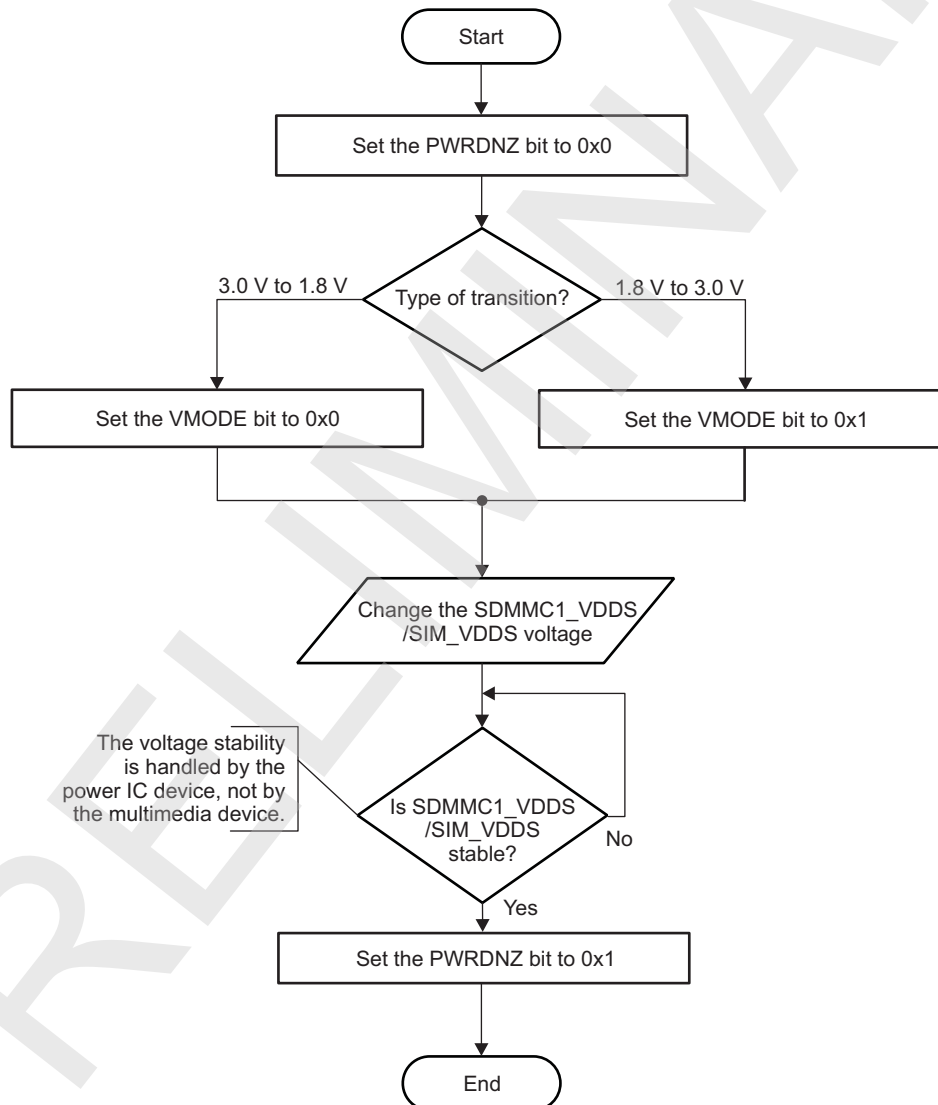 Start
Set the PWRDNZ bit to 0x0
3.0 V to 1.8 V
Type of transition?
1.8 V to 3.0 V
Set the VMODE bit to 0x0
Set the VMODE bit to 0x1
Change the SDMMC1_VDDS
/SIM_VDDS voltage
The voltage stability
is handled by the
power IC device, not by
the multimedia device.
Is SDMMC1_VDDS
/SIM_VDDS
stable?
No
Yes
Set the PWRDNZ bit to 0x1
End
RELIMINA